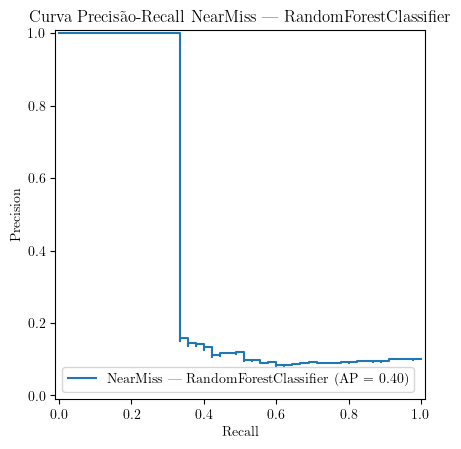 Curva Precisão-Recall NearMiss — RandomForestClassifier
1.0
0.8
0.6
0.4
0.2
0.0
Precision
NearMiss — RandomForestClassifier (AP = 0.40)
0.0 0.2 0.4 0.6 0.8 1.0
Recall